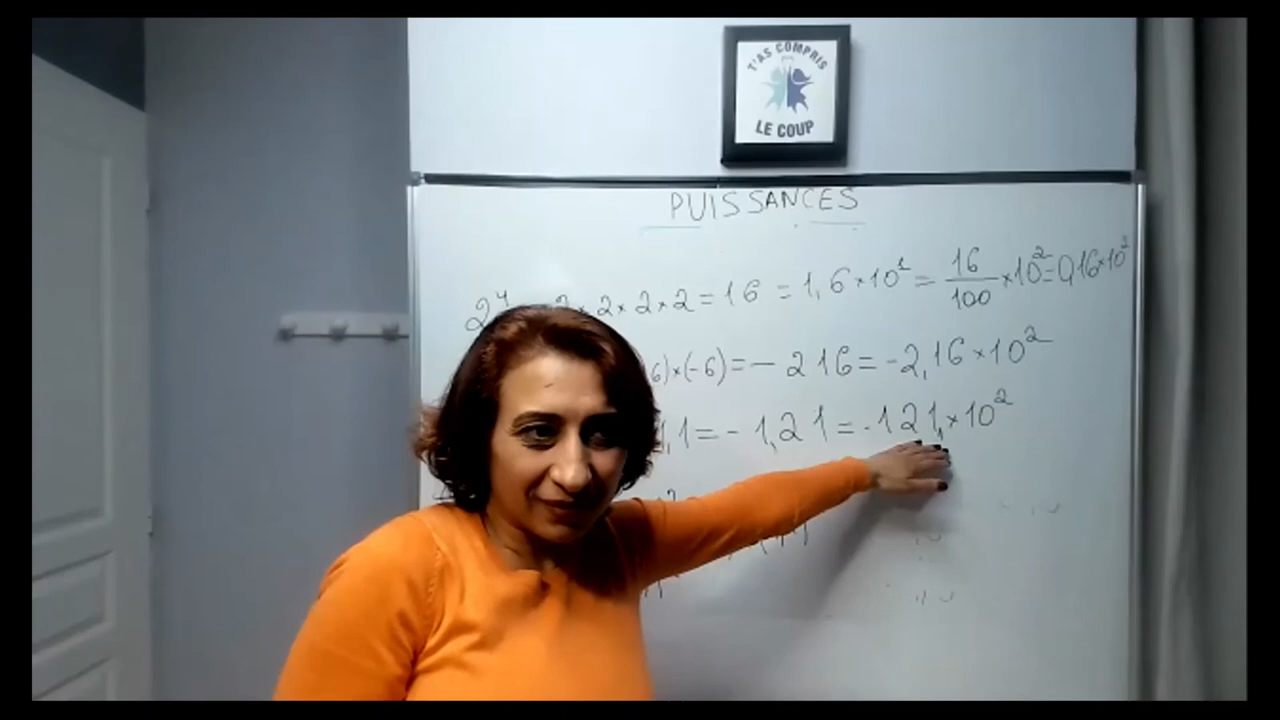 T'AS COMPRIS
LE COUP
PUISSANCES
2⁴ = 2 × 2 × 2 × 2 = 16 = 1,6 × 10¹ = 16/100 × 10² = 0,16 × 10²
6) × (-6) = - 216 = -2,16 × 10²
1,1 = - 1,21 = -121, × 10²